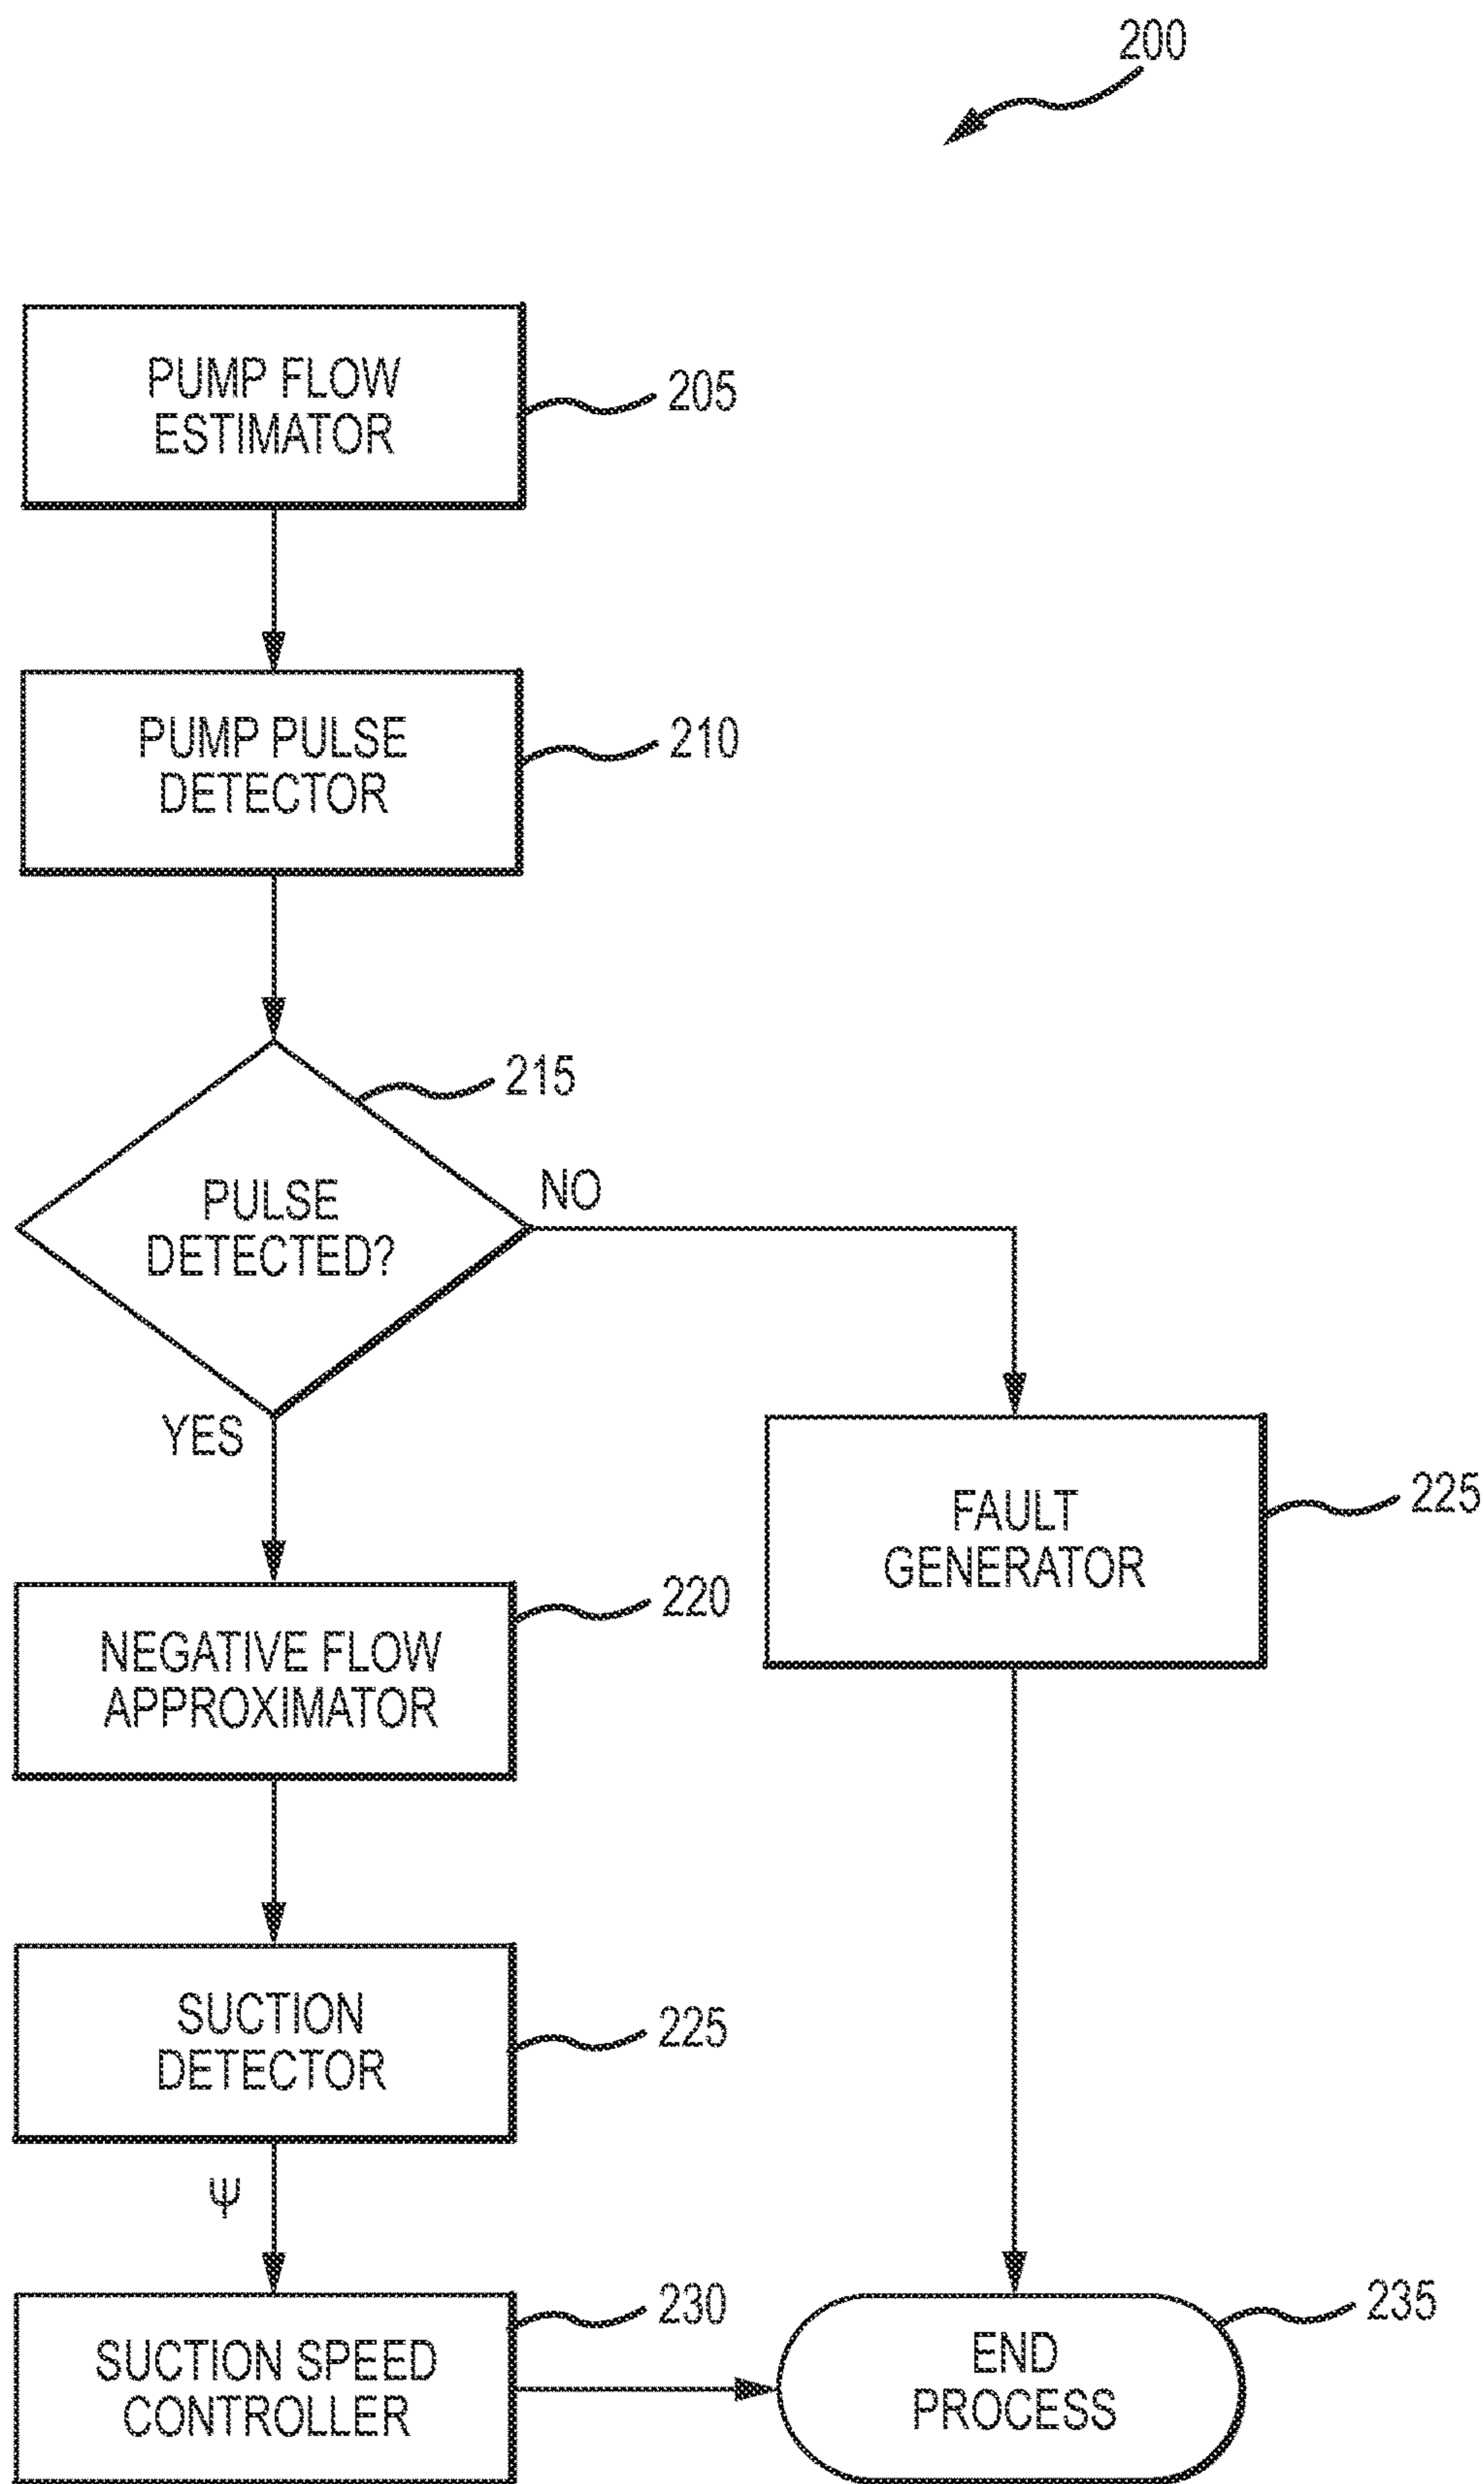 200
PUMP FLOW
ESTIMATOR
205
PUMP PULSE
DETECTOR
210
215
PULSE
DETECTED?
NO
YES
FAULT
GENERATOR
225
220
NEGATIVE FLOW
APPROXIMATOR
SUCTION
DETECTOR
225
Ψ
230
SUCTION SPEED
CONTROLLER
235
END
PROCESS